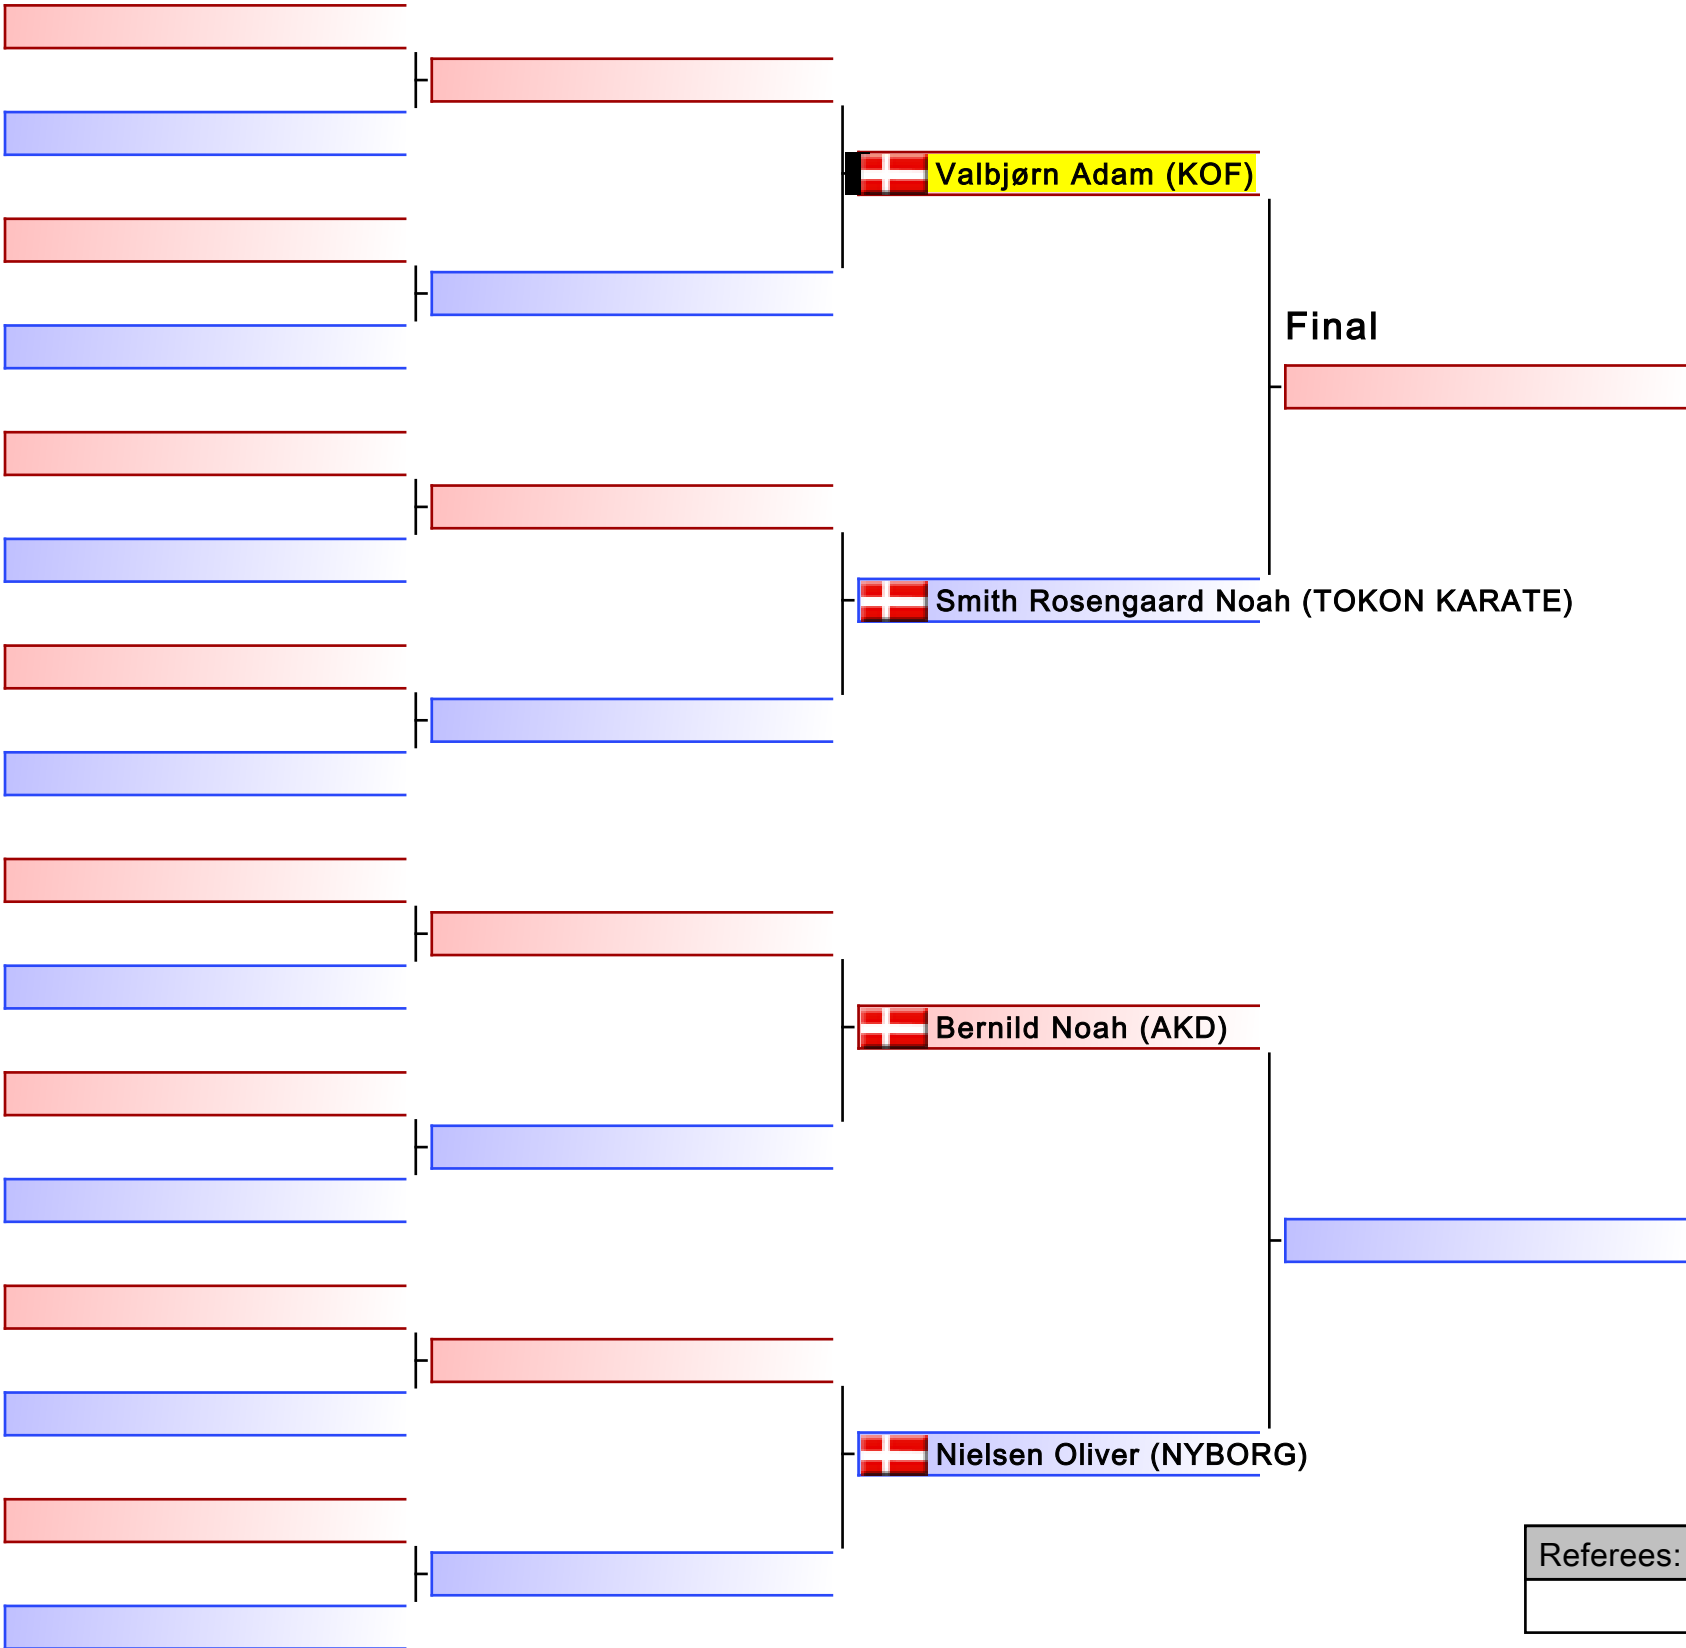 Valbjørn Adam (KOF)
Final
Smith Rosengaard Noah (TOKON KARATE)
Bernild Noah (AKD)
Nielsen Oliver (NYBORG)
Referees: